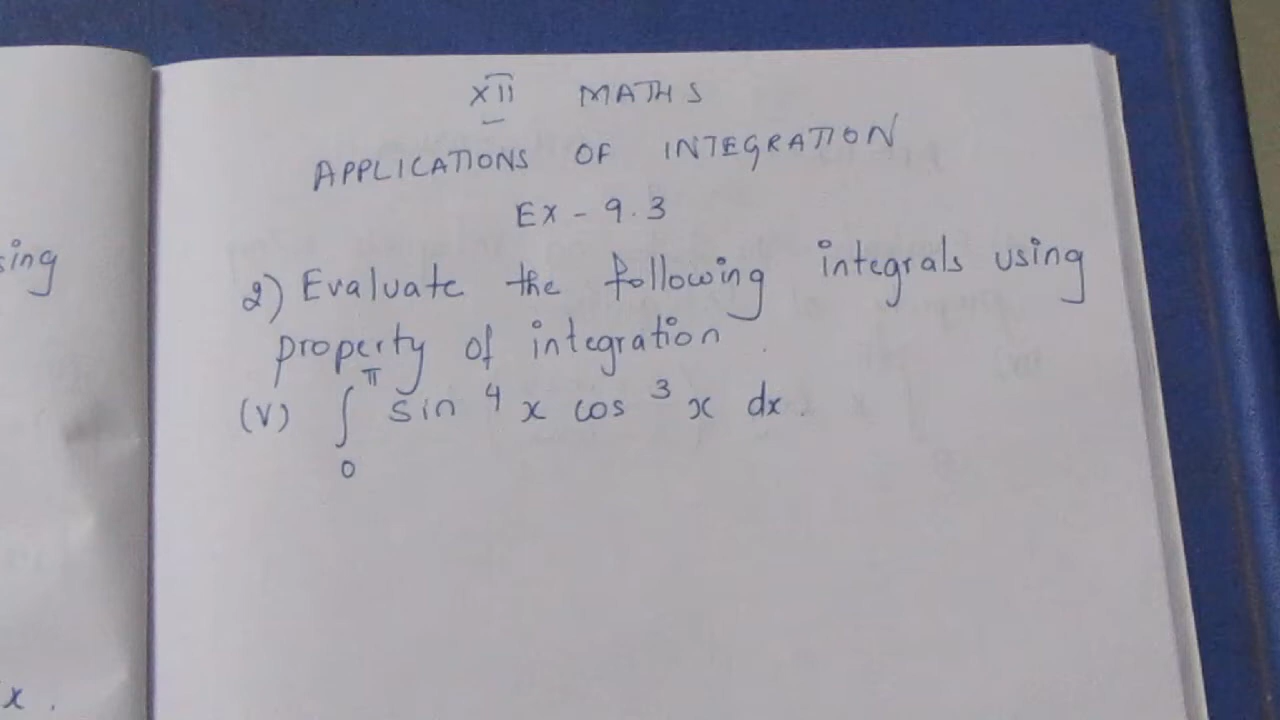 XII MATHS
APPLICATIONS OF INTEGRATION
Ex - 9.3
2) Evaluate the following integrals using
property of integration.
(v) ∫₀^π sin⁴x cos³x dx.
sing
x.